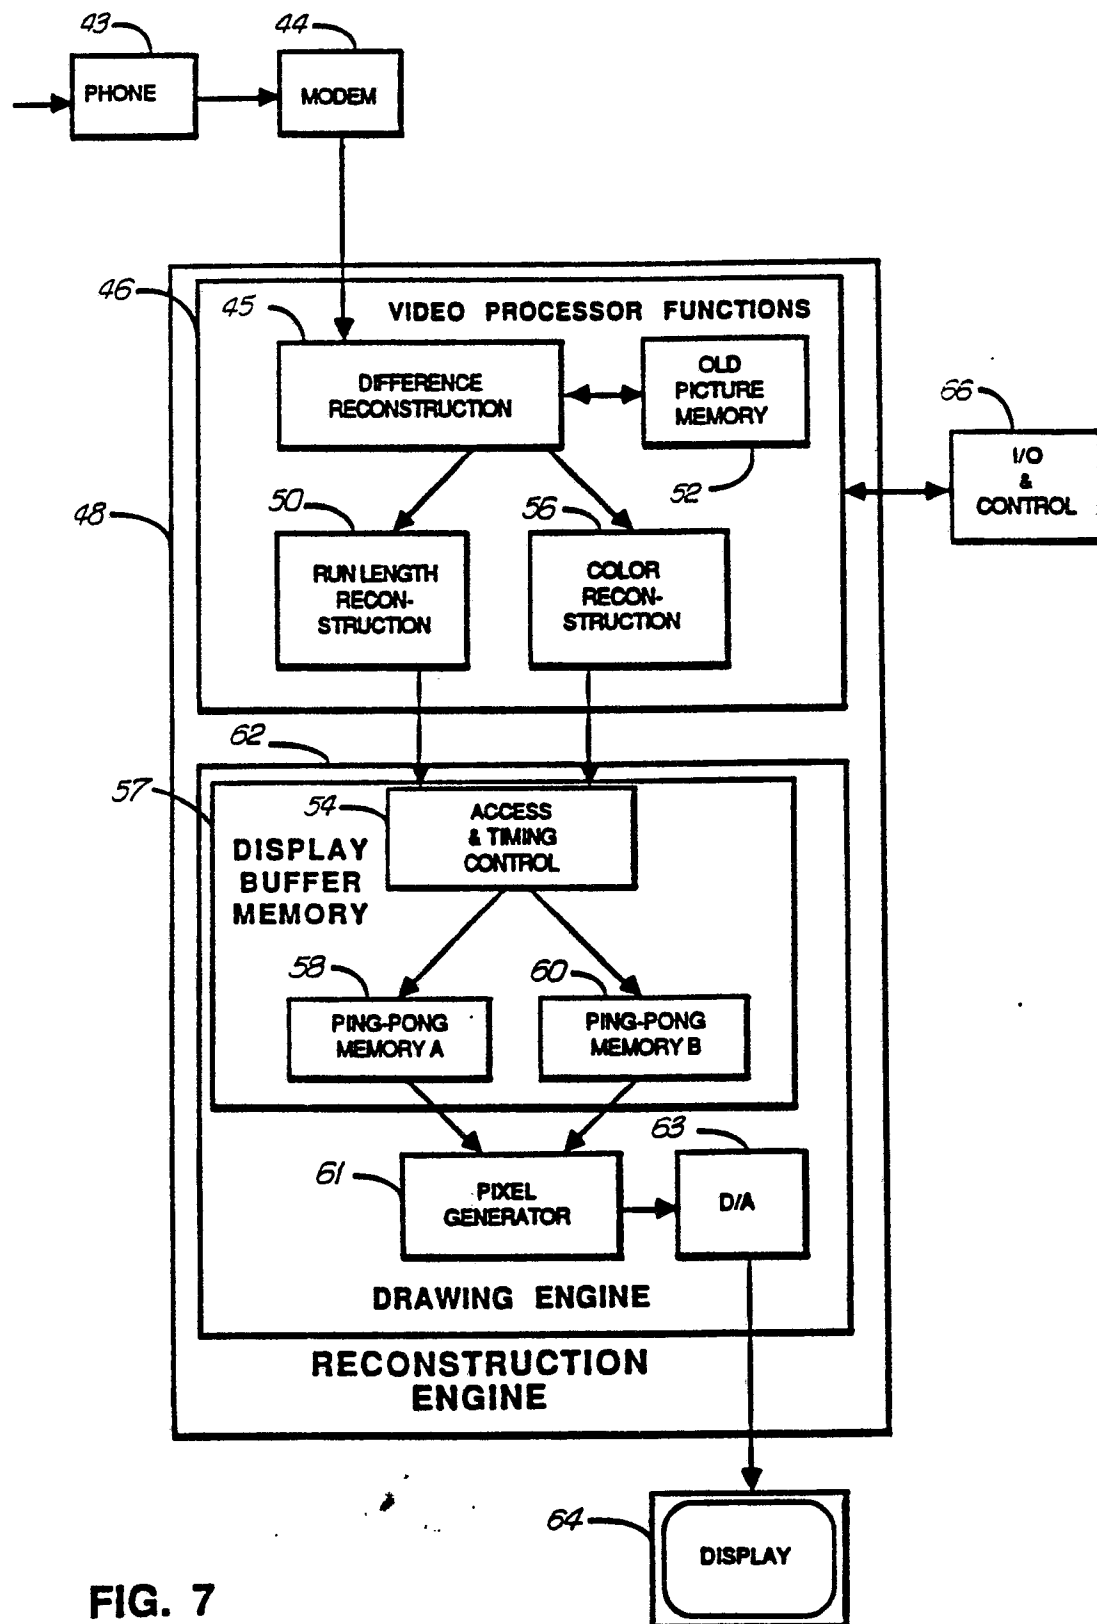 43
44
PHONE
MODEM
46
45
VIDEO PROCESSOR FUNCTIONS
DIFFERENCE
RECONSTRUCTION
OLD
PICTURE
MEMORY
66
I/O
&
CONTROL
48
50
56
52
RUN LENGTH
RECON-
STRUCTION
COLOR
RECON-
STRUCTION
62
57
54
ACCESS
& TIMING
CONTROL
DISPLAY
BUFFER
MEMORY
58
60
PING-PONG
MEMORY A
PING-PONG
MEMORY B
63
61
PIXEL
GENERATOR
D/A
DRAWING ENGINE
RECONSTRUCTION
ENGINE
64
DISPLAY
FIG. 7